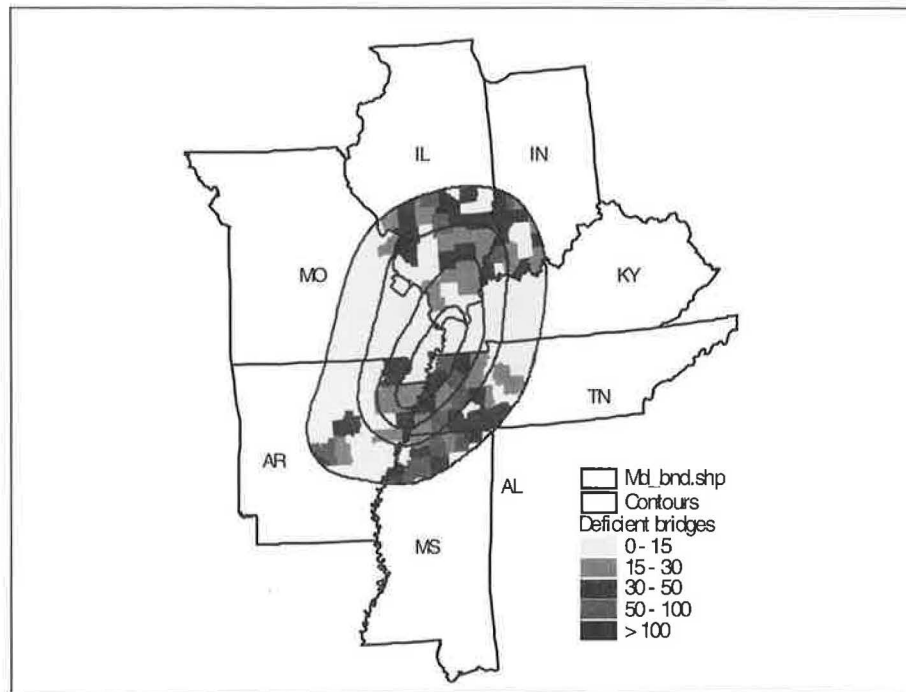 IL
IN
MO
KY
TN
AR
AL
MS
Md_bnd.shp
Contours
Deficient bridges
0 - 15
15 - 30
30 - 50
50 - 100
> 100